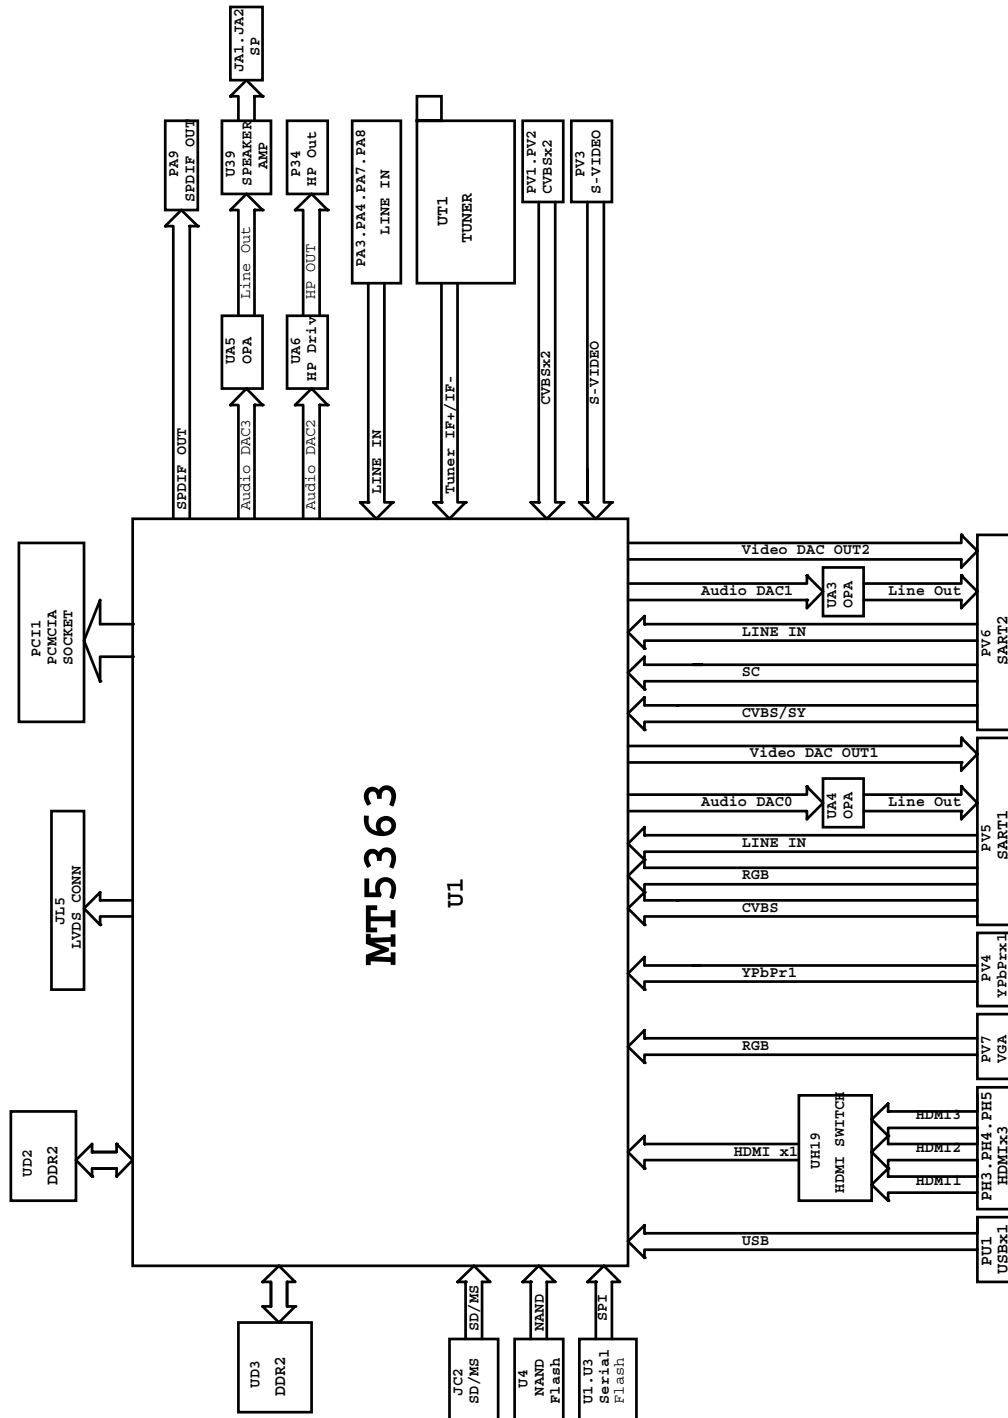 JA1.JA2
SP
PA9
SPDIF OUT
U39
SPEAKER
AMP
P34
HP Out
PA3.PA4.PA7.PA8
LINE IN
UT1
TUNER
PV1.PV2
CVBSx2
PV3
S-VIDEO
Line Out
HP OUT
UA5
OPA
UA6
HP Driv
SPDIF OUT
Audio DAC3
Audio DAC2
LINE IN
Tuner IF+/IF-
CVBSx2
S-VIDEO
PCI1
PCMCIA
SOCKET
JL5
LVDS CONN
UD2
DDR2
MT5363
U1
Video DAC OUT2
Audio DAC1
UA3
OPA
Line Out
LINE IN
SC
CVBS/SY
PV6
SART2
Video DAC OUT1
Audio DAC0
UA4
OPA
Line Out
LINE IN
RGB
CVBS
PV5
SART1
YPbPr1
PV4
YPbPrx1
RGB
PV7
VGA
HDMI x1
UH19
HDMI SWITCH
HDMI3
HDMI2
HDMI1
PH3.PH4.PH5
HDMIx3
USB
PU1
USBx1
UD3
DDR2
SD/MS
JC2
SD/MS
NAND
U4
NAND
Flash
SPI
U1.U3
Serial
Flash